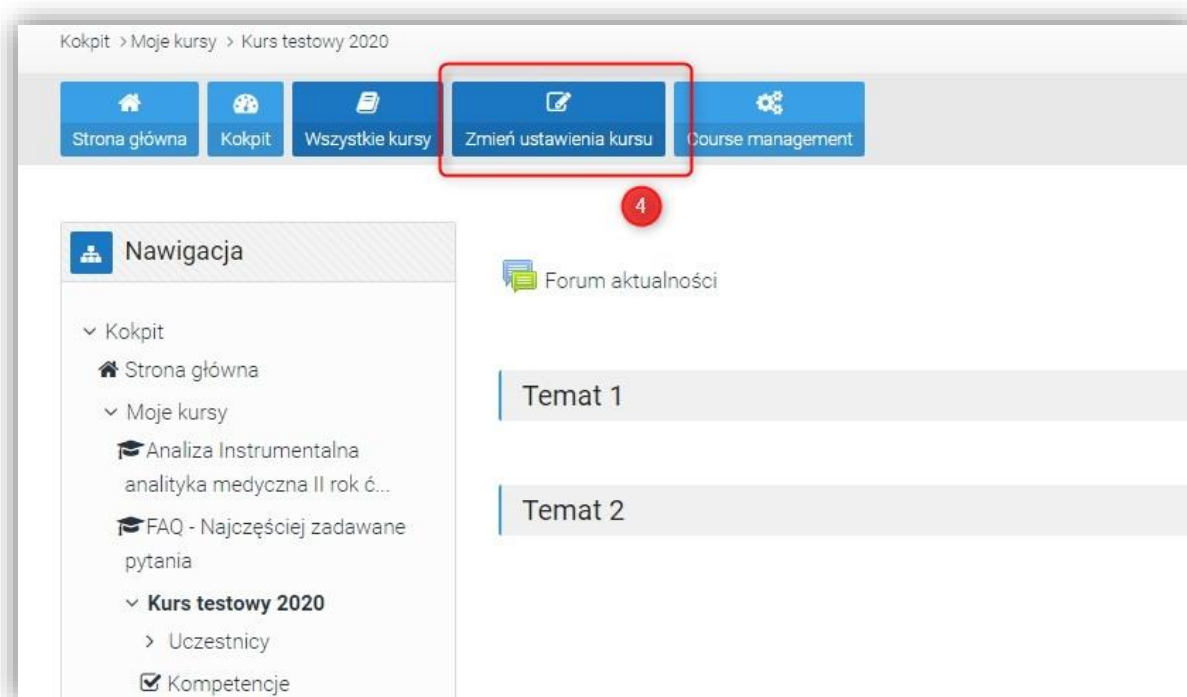 Kokpit > Moje kursy > Kurs testowy 2020
Strona główna
Kokpit
Wszystkie kursy
Zmień ustawienia kursu
Course management
4
Nawigacja
Kokpit
Strona główna
Moje kursy
Analiza Instrumentalna
analityka medyczna II rok ć...
FAQ - Najczęściej zadawane
pytania
Kurs testowy 2020
Uczestnicy
Kompetencje
Forum aktualności
Temat 1
Temat 2